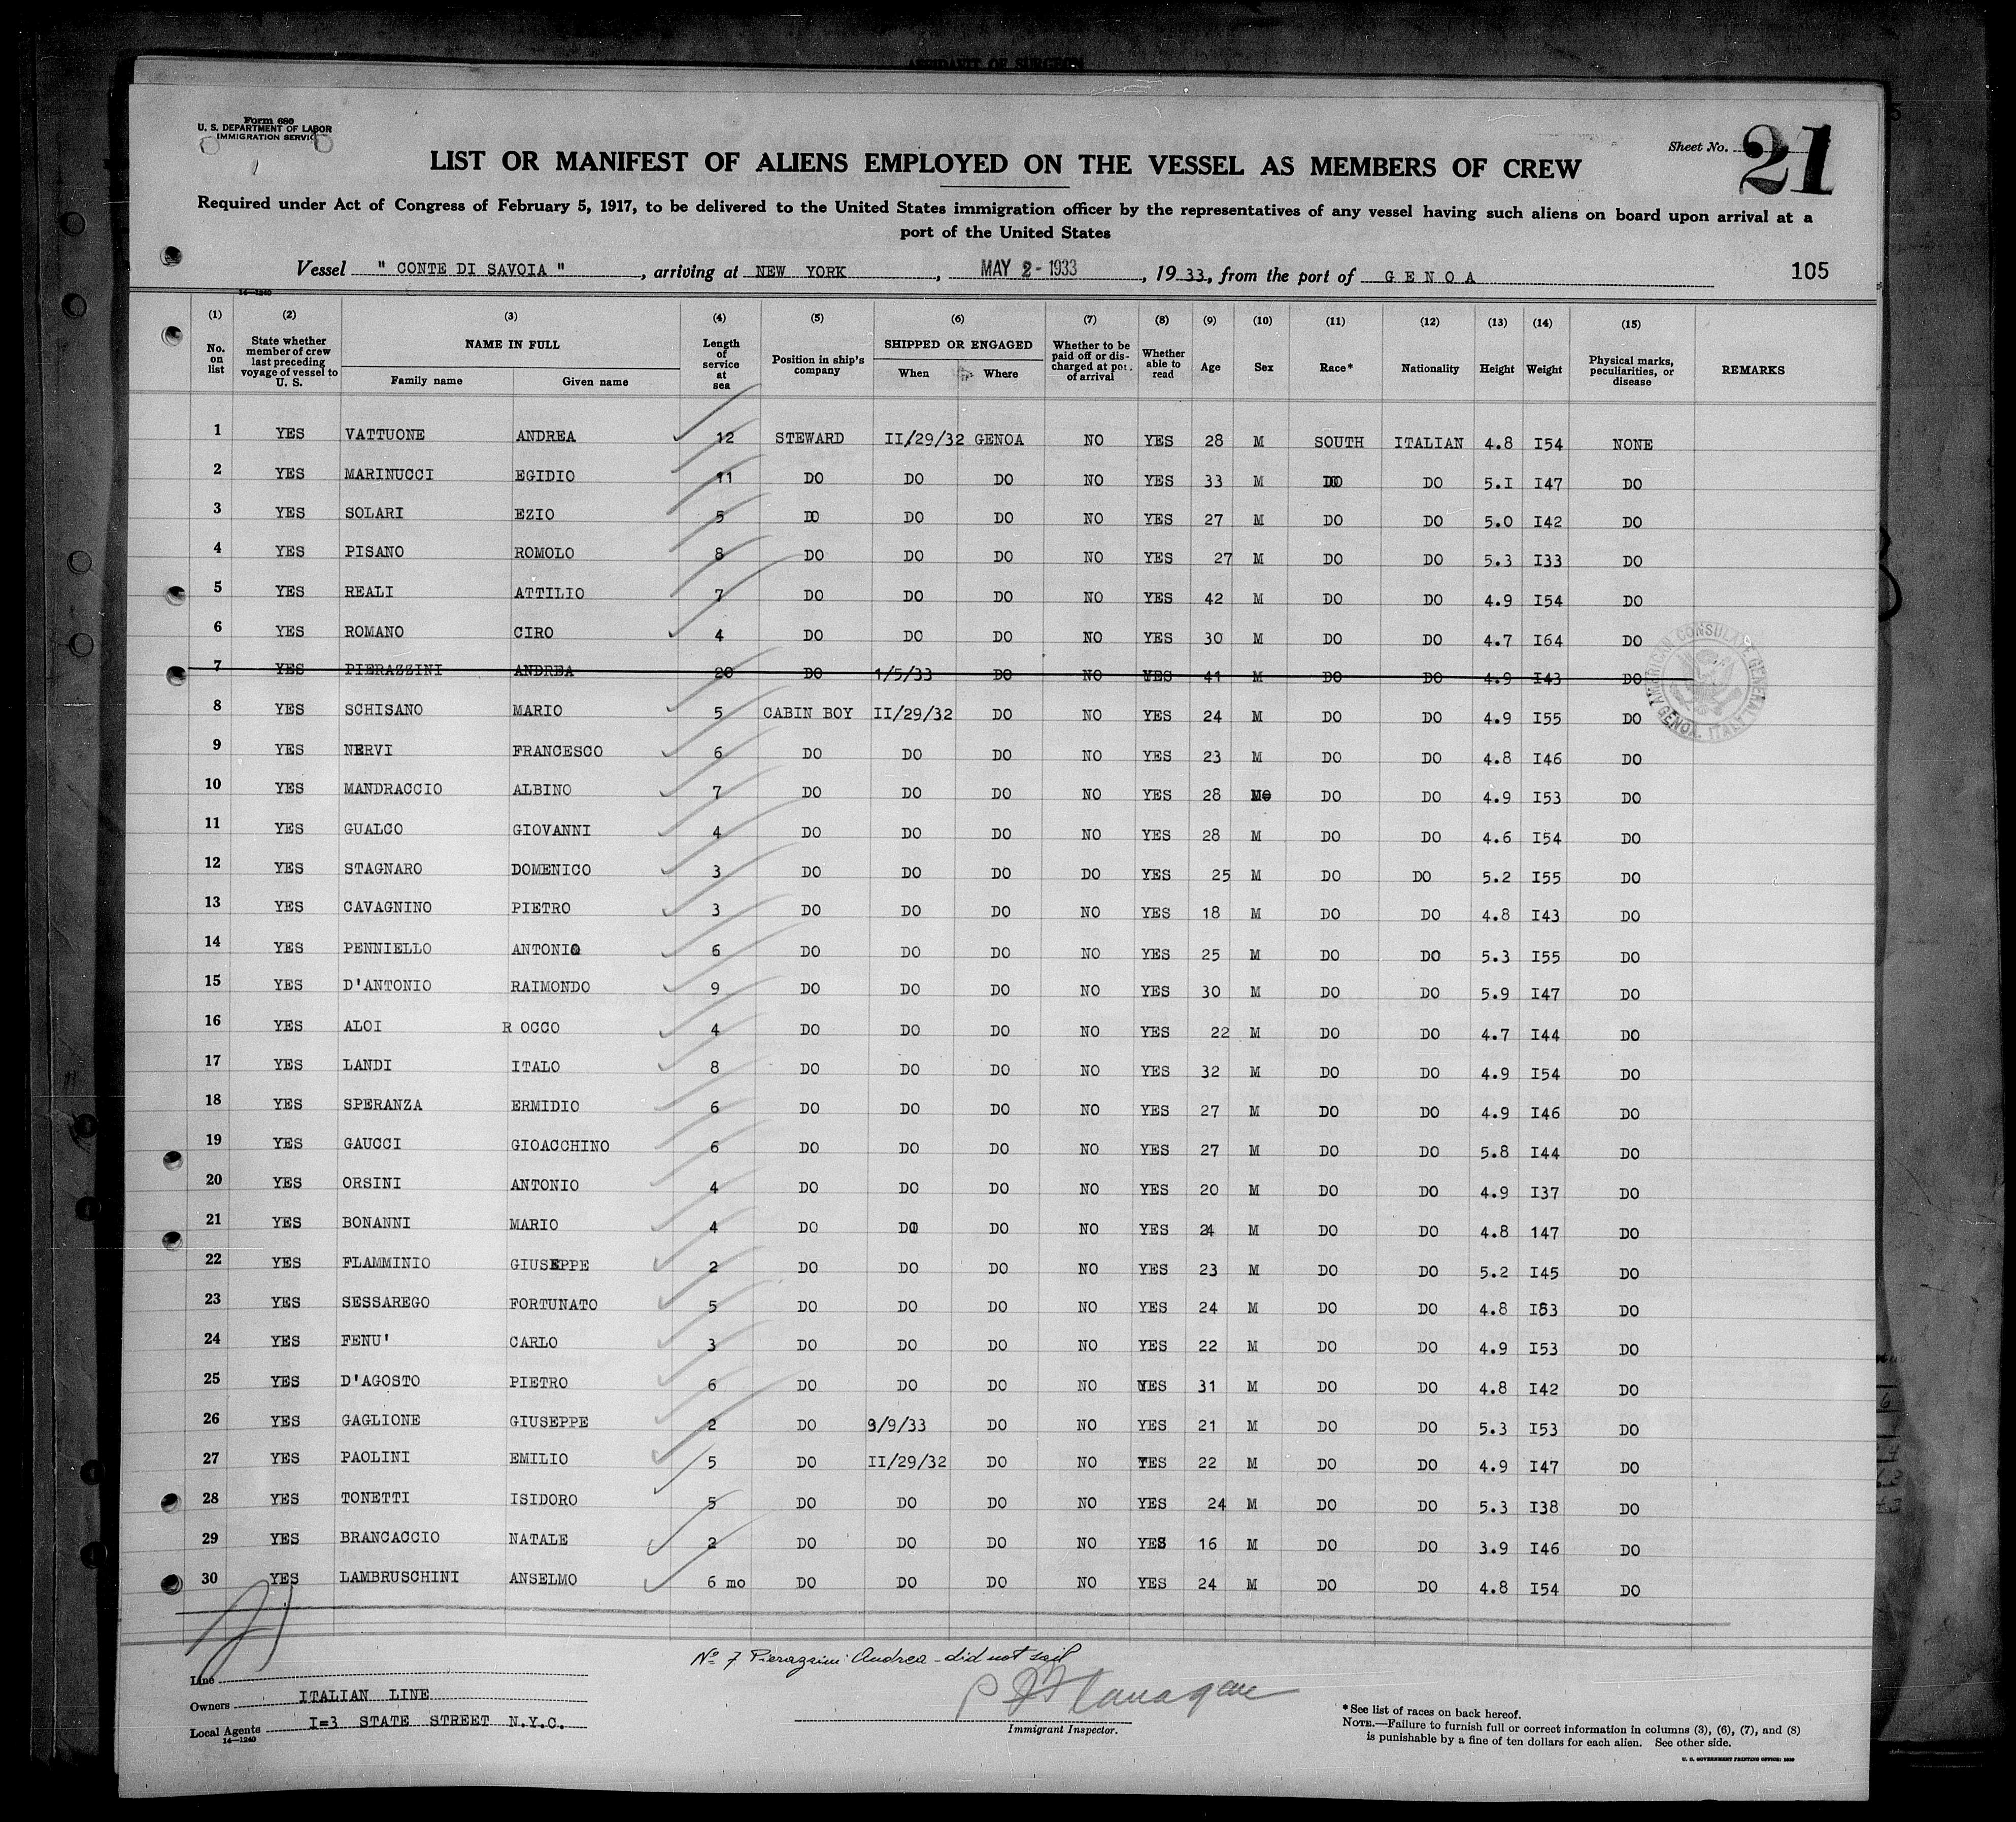 AFFIDAVIT OF SURGEON
Form 680
U. S. DEPARTMENT OF LABOR
IMMIGRATION SERVICE
Sheet No. 21
LIST OR MANIFEST OF ALIENS EMPLOYED ON THE VESSEL AS MEMBERS OF CREW
Required under Act of Congress of February 5, 1917, to be delivered to the United States immigration officer by the representatives of any vessel having such aliens on board upon arrival at a
port of the United States
Vessel " CONTE DI SAVOIA ", arriving at NEW YORK, MAY 2 - 1933, 19 33, from the port of GENOA 105
14—1240
(1) (2) (3) (4) (5) (6) (7) (8) (9) (10) (11) (12) (13) (14) (15)
No. on list State whether member of crew last preceding voyage of vessel to U. S. NAME IN FULL Family name Given name Length of service at sea Position in ship's company SHIPPED OR ENGAGED When Where Whether to be paid off or discharged at port of arrival Whether able to read Age Sex Race* Nationality Height Weight Physical marks, peculiarities, or disease REMARKS
1 YES VATTUONE ANDREA 12 STEWARD II/29/32 GENOA NO YES 28 M SOUTH ITALIAN 4.8 I54 NONE
2 YES MARINUCCI EGIDIO 11 DO DO DO NO YES 33 M DO DO 5.I I47 DO
3 YES SOLARI EZIO 5 DO DO DO NO YES 27 M DO DO 5.0 I42 DO
4 YES PISANO ROMOLO 8 DO DO DO NO YES 27 M DO DO 5.3 I33 DO
5 YES REALI ATTILIO 7 DO DO DO NO YES 42 M DO DO 4.9 I54 DO
6 YES ROMANO CIRO 4 DO DO DO NO YES 30 M DO DO 4.7 I64 DO
7 YES PIERAZZINI ANDREA 20 DO 1/5/33 DO NO YES 41 M DO DO 4.9 I43 DO
8 YES SCHISANO MARIO 5 CABIN BOY II/29/32 DO NO YES 24 M DO DO 4.9 I55 DO
9 YES NERVI FRANCESCO 6 DO DO DO NO YES 23 M DO DO 4.8 I46 DO
10 YES MANDRACCIO ALBINO 7 DO DO DO NO YES 28 M DO DO 4.9 I53 DO
11 YES GUALCO GIOVANNI 4 DO DO DO NO YES 28 M DO DO 4.6 I54 DO
12 YES STAGNARO DOMENICO 3 DO DO DO DO YES 25 M DO DO 5.2 I55 DO
13 YES CAVAGNINO PIETRO 3 DO DO DO NO YES 18 M DO DO 4.8 I43 DO
14 YES PENNIELLO ANTONIO 6 DO DO DO NO YES 25 M DO DO 5.3 I55 DO
15 YES D'ANTONIO RAIMONDO 9 DO DO DO NO YES 30 M DO DO 5.9 I47 DO
16 YES ALOI R OCCO 4 DO DO DO NO YES 22 M DO DO 4.7 I44 DO
17 YES LANDI ITALO 8 DO DO DO NO YES 32 M DO DO 4.9 I54 DO
18 YES SPERANZA ERMIDIO 6 DO DO DO NO YES 27 M DO DO 4.9 I46 DO
19 YES GAUCCI GIOACCHINO 6 DO DO DO NO YES 27 M DO DO 5.8 I44 DO
20 YES ORSINI ANTONIO 4 DO DO DO NO YES 20 M DO DO 4.9 I37 DO
21 YES BONANNI MARIO 4 DO DO DO NO YES 24 M DO DO 4.8 147 DO
22 YES FLAMMINIO GIUSEPPE 2 DO DO DO NO YES 23 M DO DO 5.2 I45 DO
23 YES SESSAREGO FORTUNATO 5 DO DO DO NO YES 24 M DO DO 4.8 I53 DO
24 YES FENU' CARLO 3 DO DO DO NO YES 22 M DO DO 4.9 I53 DO
25 YES D'AGOSTO PIETRO 6 DO DO DO NO YES 31 M DO DO 4.8 I42 DO
26 YES GAGLIONE GIUSEPPE 2 DO 3/9/33 DO NO YES 21 M DO DO 5.3 I53 DO
27 YES PAOLINI EMILIO 5 DO II/29/32 DO NO YES 22 M DO DO 4.9 I47 DO
28 YES TONETTI ISIDORO 5 DO DO DO NO YES 24 M DO DO 5.3 I38 DO
29 YES BRANCACCIO NATALE 2 DO DO DO NO YES 16 M DO DO 3.9 I46 DO
30 YES LAMBRUSCHINI ANSELMO 6 mo DO DO DO NO YES 24 M DO DO 4.8 I54 DO
AMERICAN CONSULATE GENERAL GENOA, ITALY
Nº 7 Pierazzini Andrea - did not sail
Line
Owners ITALIAN LINE
Local Agents I=3 STATE STREET N.Y.C.
14—1240
P J Flanagan
Immigrant Inspector.
* See list of races on back hereof.
NOTE.—Failure to furnish full or correct information in columns (3), (6), (7), and (8)
is punishable by a fine of ten dollars for each alien. See other side.
U. S. GOVERNMENT PRINTING OFFICE: 1930